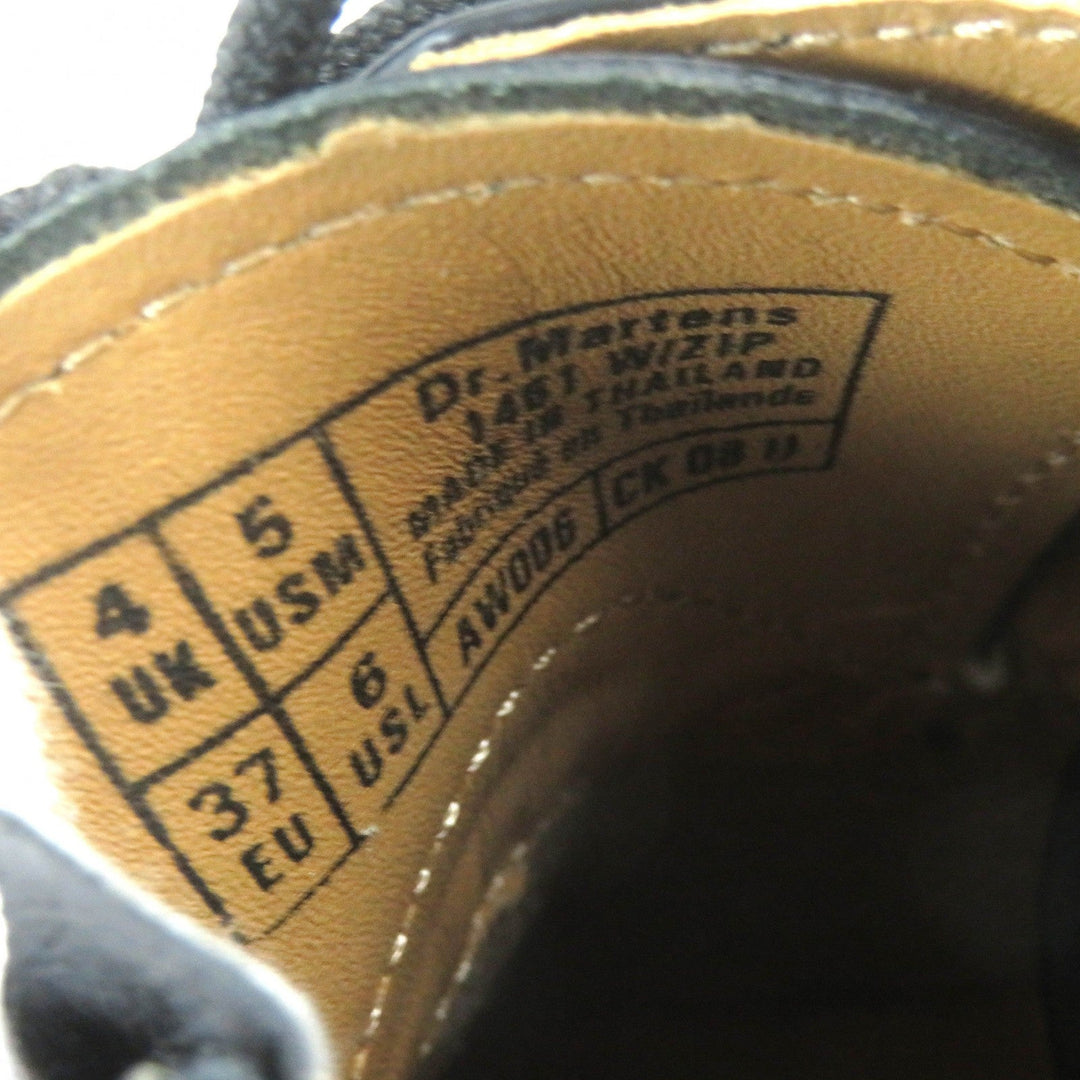 Dr. Martens
1461 W/ZIP
MADE IN THAILAND
Fabriqué en Thaïlande
AW006
CK 08 U
4
UK
5
USM
37
EU
6
USL